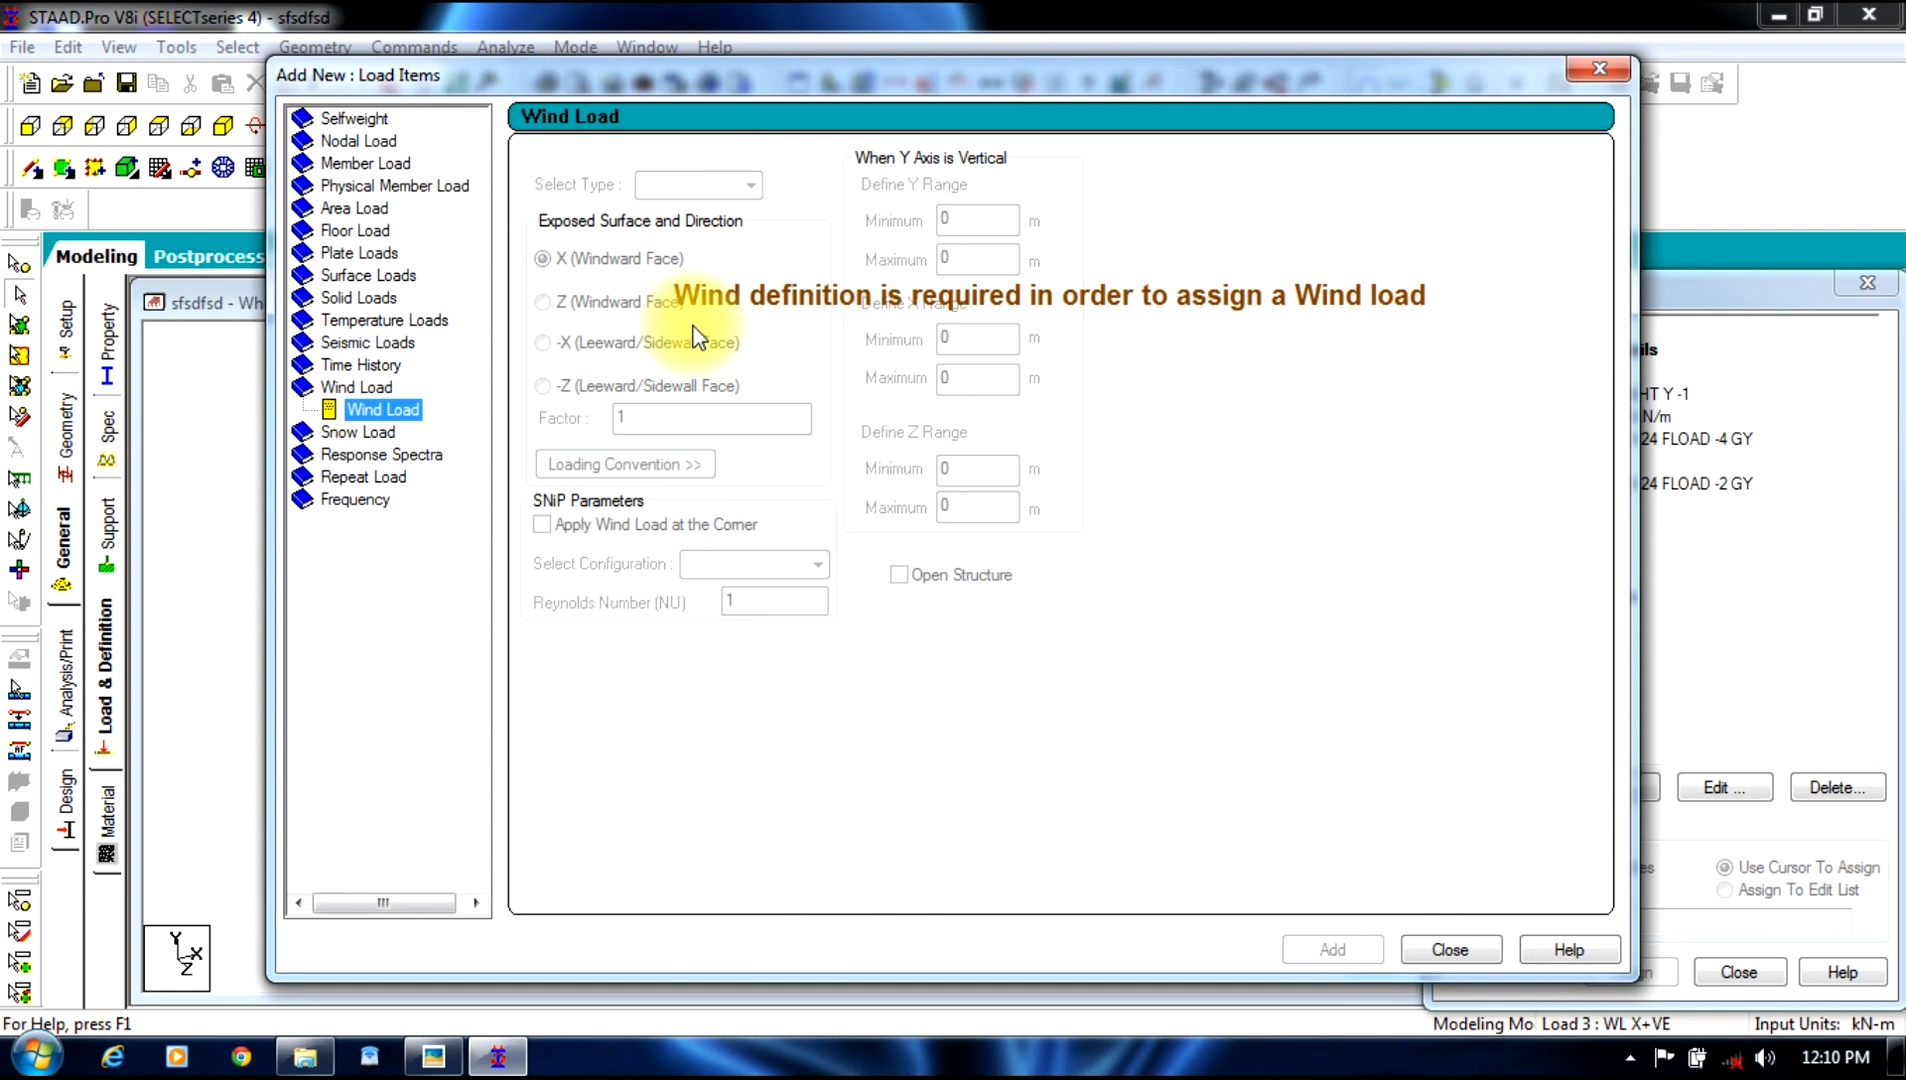 STAAD.Pro V8i (SELECTseries 4) - sfsdfsd
File Edit View Tools Select Geometry Commands Analyze Mode Window Help
Add New : Load Items
Selfweight
Nodal Load
Member Load
Physical Member Load
Area Load
Floor Load
Plate Loads
Surface Loads
Solid Loads
Temperature Loads
Seismic Loads
Time History
Wind Load
Wind Load
Snow Load
Response Spectra
Repeat Load
Frequency
Wind Load
Select Type :
Exposed Surface and Direction
X (Windward Face)
Z (Windward Face)
-X (Leeward/Sidewall Face)
-Z (Leeward/Sidewall Face)
Factor : 1
Loading Convention >>
SNiP Parameters
Apply Wind Load at the Corner
Select Configuration :
Reynolds Number (NU) 1
When Y Axis is Vertical
Define Y Range
Minimum 0 m
Maximum 0 m
Wind definition is required in order to assign a Wind load
Define X Range
Minimum 0 m
Maximum 0 m
Define Z Range
Minimum 0 m
Maximum 0 m
Open Structure
Add Close Help
Modeling Postprocess
sfsdfsd - Wh
Setup
Geometry
General
Analysis/Print
Design
Property
Spec
Support
Load & Definition
Material
Y
X
Z
ils
HT Y -1
N/m
24 FLOAD -4 GY
24 FLOAD -2 GY
Edit ... Delete...
es Use Cursor To Assign
Assign To Edit List
gn Close Help
For Help, press F1
Modeling Mo Load 3 : WL X+VE Input Units: kN-m
12:10 PM